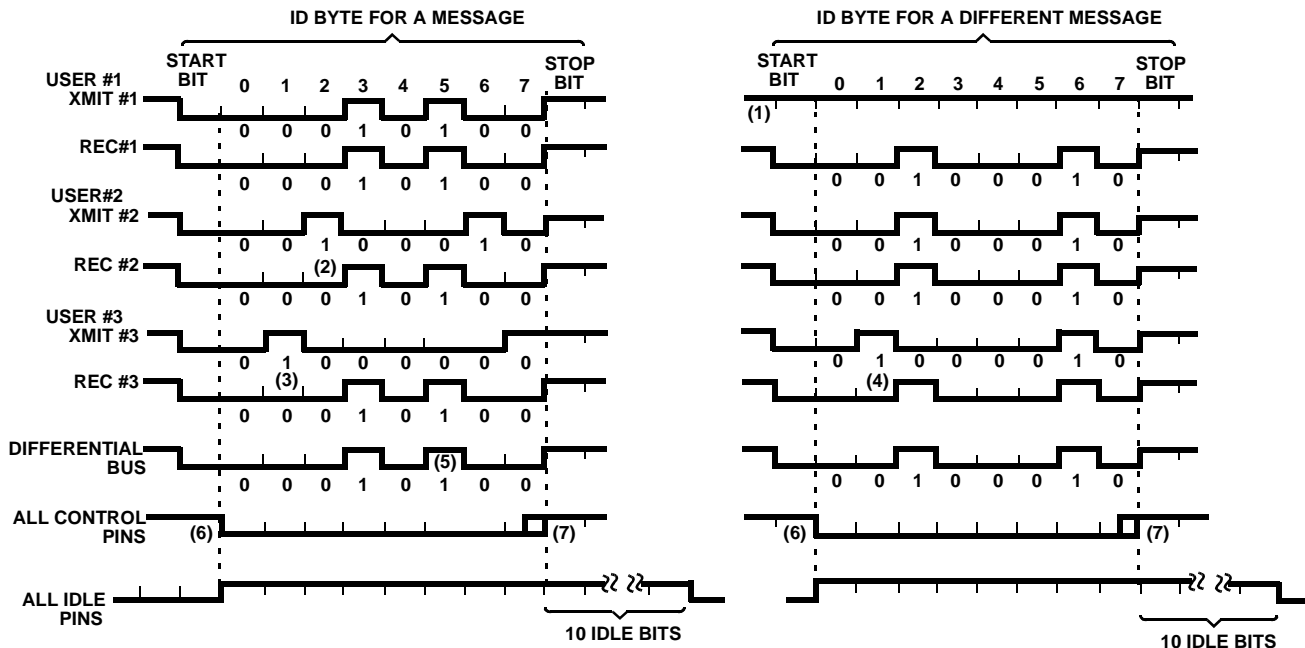 ID BYTE FOR A MESSAGE
START BIT 0 1 2 3 4 5 6 7 STOP BIT
USER #1
XMIT #1
0 0 0 1 0 1 0 0
REC#1
0 0 0 1 0 1 0 0
USER#2
XMIT #2
0 0 1 0 0 0 1 0
(2)
REC #2
0 0 0 1 0 1 0 0
USER #3
XMIT #3
0 1 0 0 0 0 0 0
(3)
REC #3
0 0 0 1 0 1 0 0
DIFFERENTIAL
BUS
(5)
0 0 0 1 0 1 0 0
ALL CONTROL
PINS
(6) (7)
ALL IDLE
PINS
10 IDLE BITS
ID BYTE FOR A DIFFERENT MESSAGE
START BIT 0 1 2 3 4 5 6 7 STOP BIT
(1)
0 0 1 0 0 0 1 0
0 0 1 0 0 0 1 0
0 0 1 0 0 0 1 0
0 1 0 0 0 0 1 0
(4)
0 0 1 0 0 0 1 0
(6) (7)
10 IDLE BITS